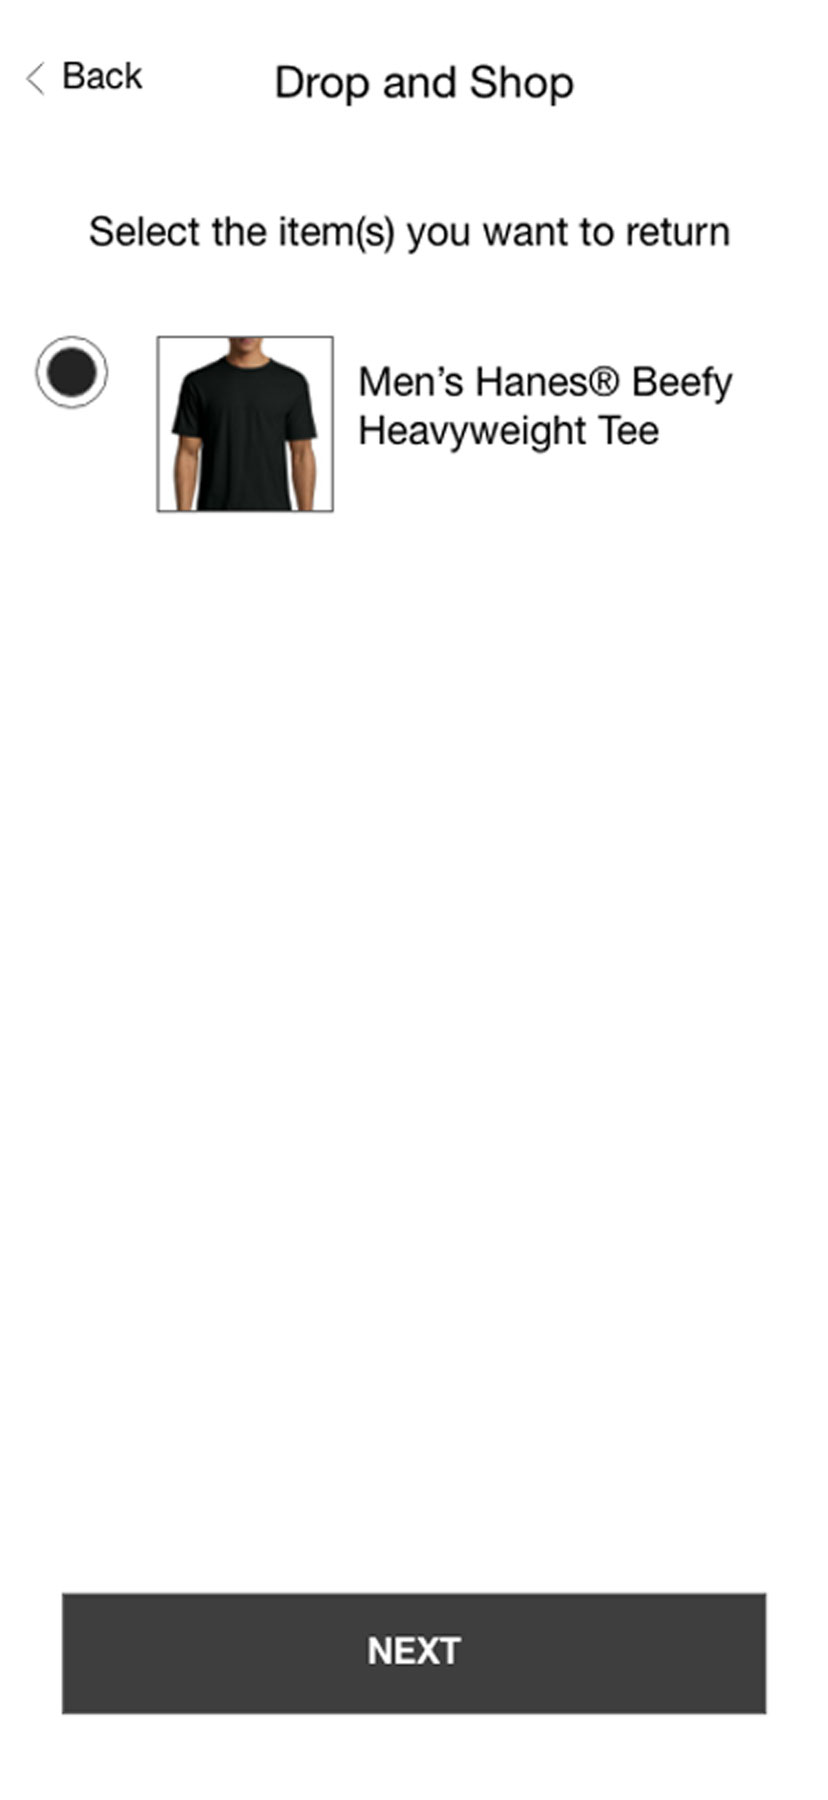 Back
Drop and Shop
Select the item(s) you want to return
Men’s Hanes® Beefy
Heavyweight Tee
NEXT